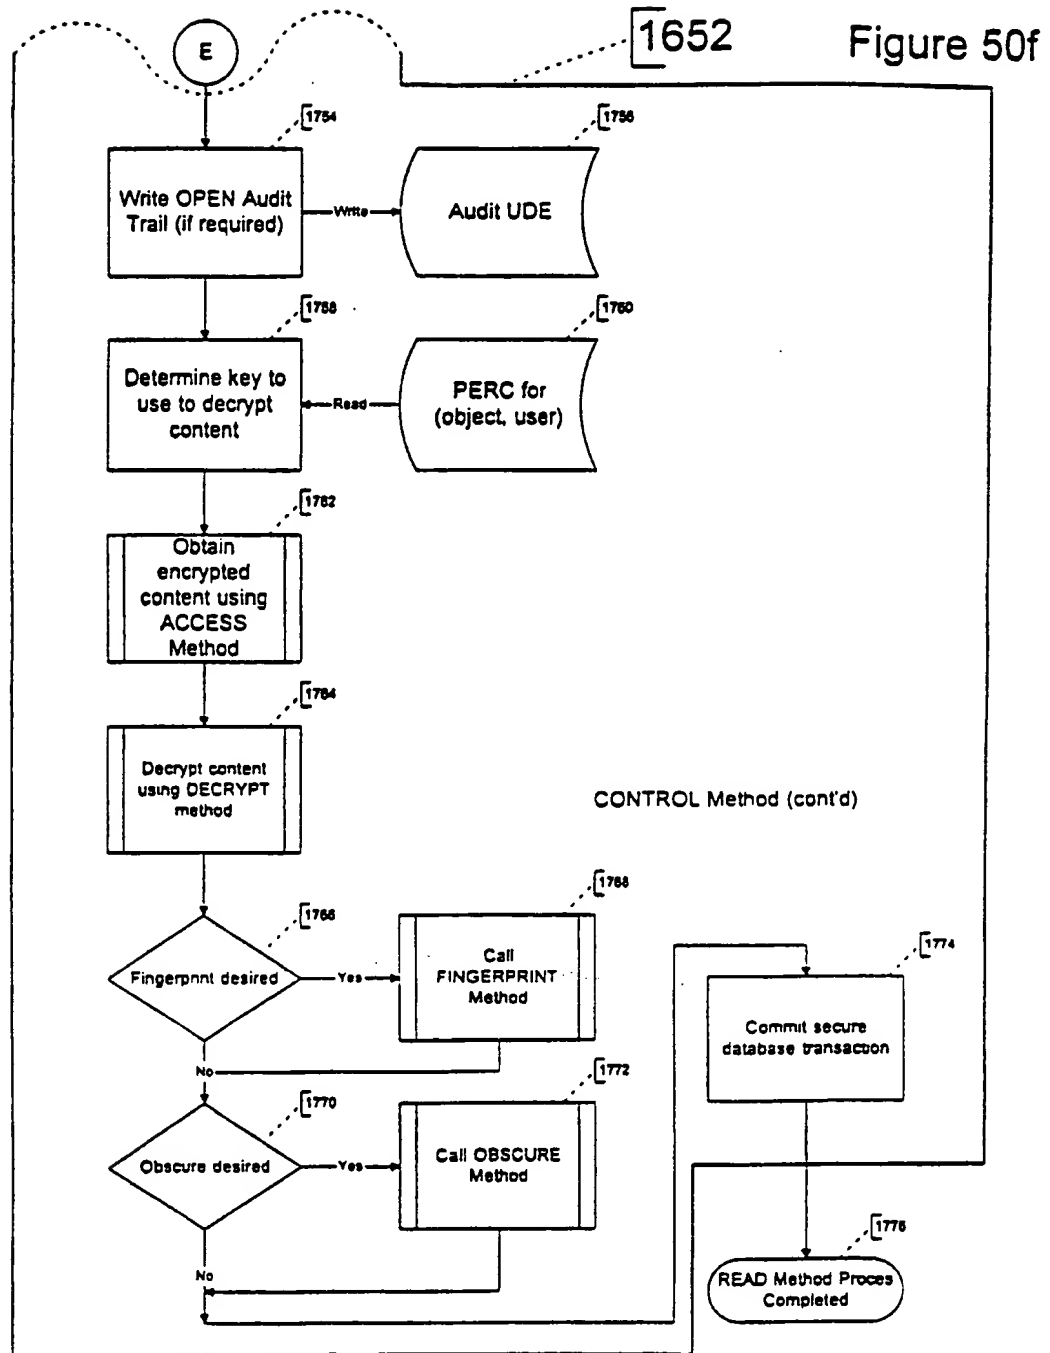 1652
Figure 50f
E
1754
1756
Write OPEN Audit
Trail (if required)
Write
Audit UDE
1758
1760
Determine key to
use to decrypt
content
Read
PERC for
(object, user)
1762
Obtain
encrypted
content using
ACCESS
Method
1764
Decrypt content
using DECRYPT
method
CONTROL Method (cont'd)
1766
1768
Fingerprint desired
Yes
Call
FINGERPRINT
Method
1774
Commit secure
database transaction
No
1770
1772
Obscure desired
Yes
Call OBSCURE
Method
No
1776
READ Method Proces
Completed